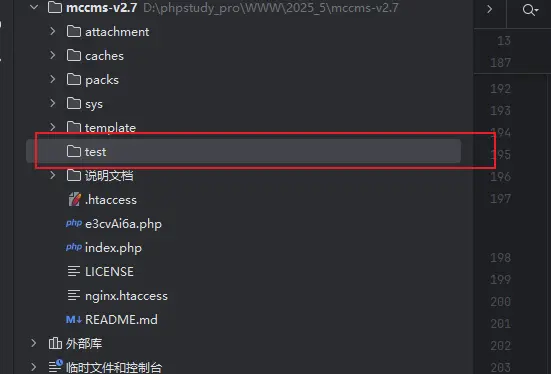 mccms-v2.7 D:\phpstudy_pro\WWW\2025_5\mccms-v2.7
attachment
caches
packs
sys
template
test
说明文档
.htaccess
php e3cvAi6a.php
php index.php
LICENSE
nginx.htaccess
M↓ README.md
外部库
临时文件和控制台
13
187
192
193
194
195
196
197
198
199
200
201
202
203